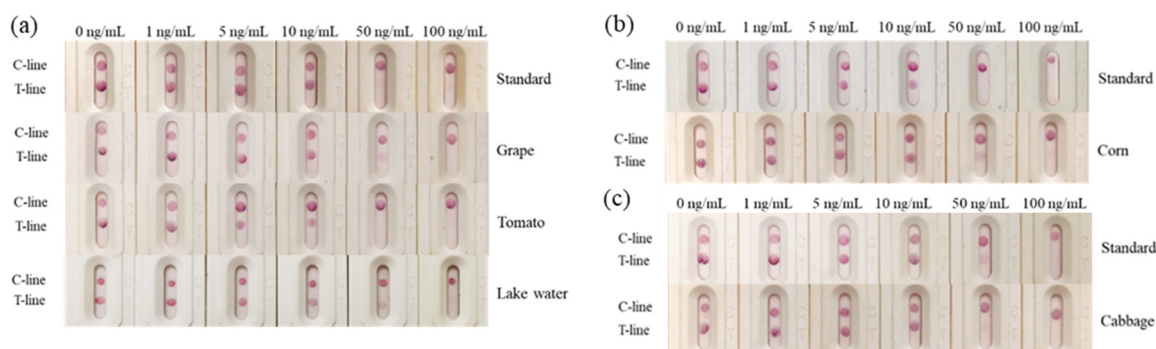 (a)
0 ng/mL 1 ng/mL 5 ng/mL 10 ng/mL 50 ng/mL 100 ng/mL
C-line
T-line
Standard
C-line
T-line
Grape
C-line
T-line
Tomato
C-line
T-line
Lake water
(b)
0 ng/mL 1 ng/mL 5 ng/mL 10 ng/mL 50 ng/mL 100 ng/mL
C-line
T-line
Standard
C-line
T-line
Corn
(c)
0 ng/mL 1 ng/mL 5 ng/mL 10 ng/mL 50 ng/mL 100 ng/mL
C-line
T-line
Standard
C-line
T-line
Cabbage